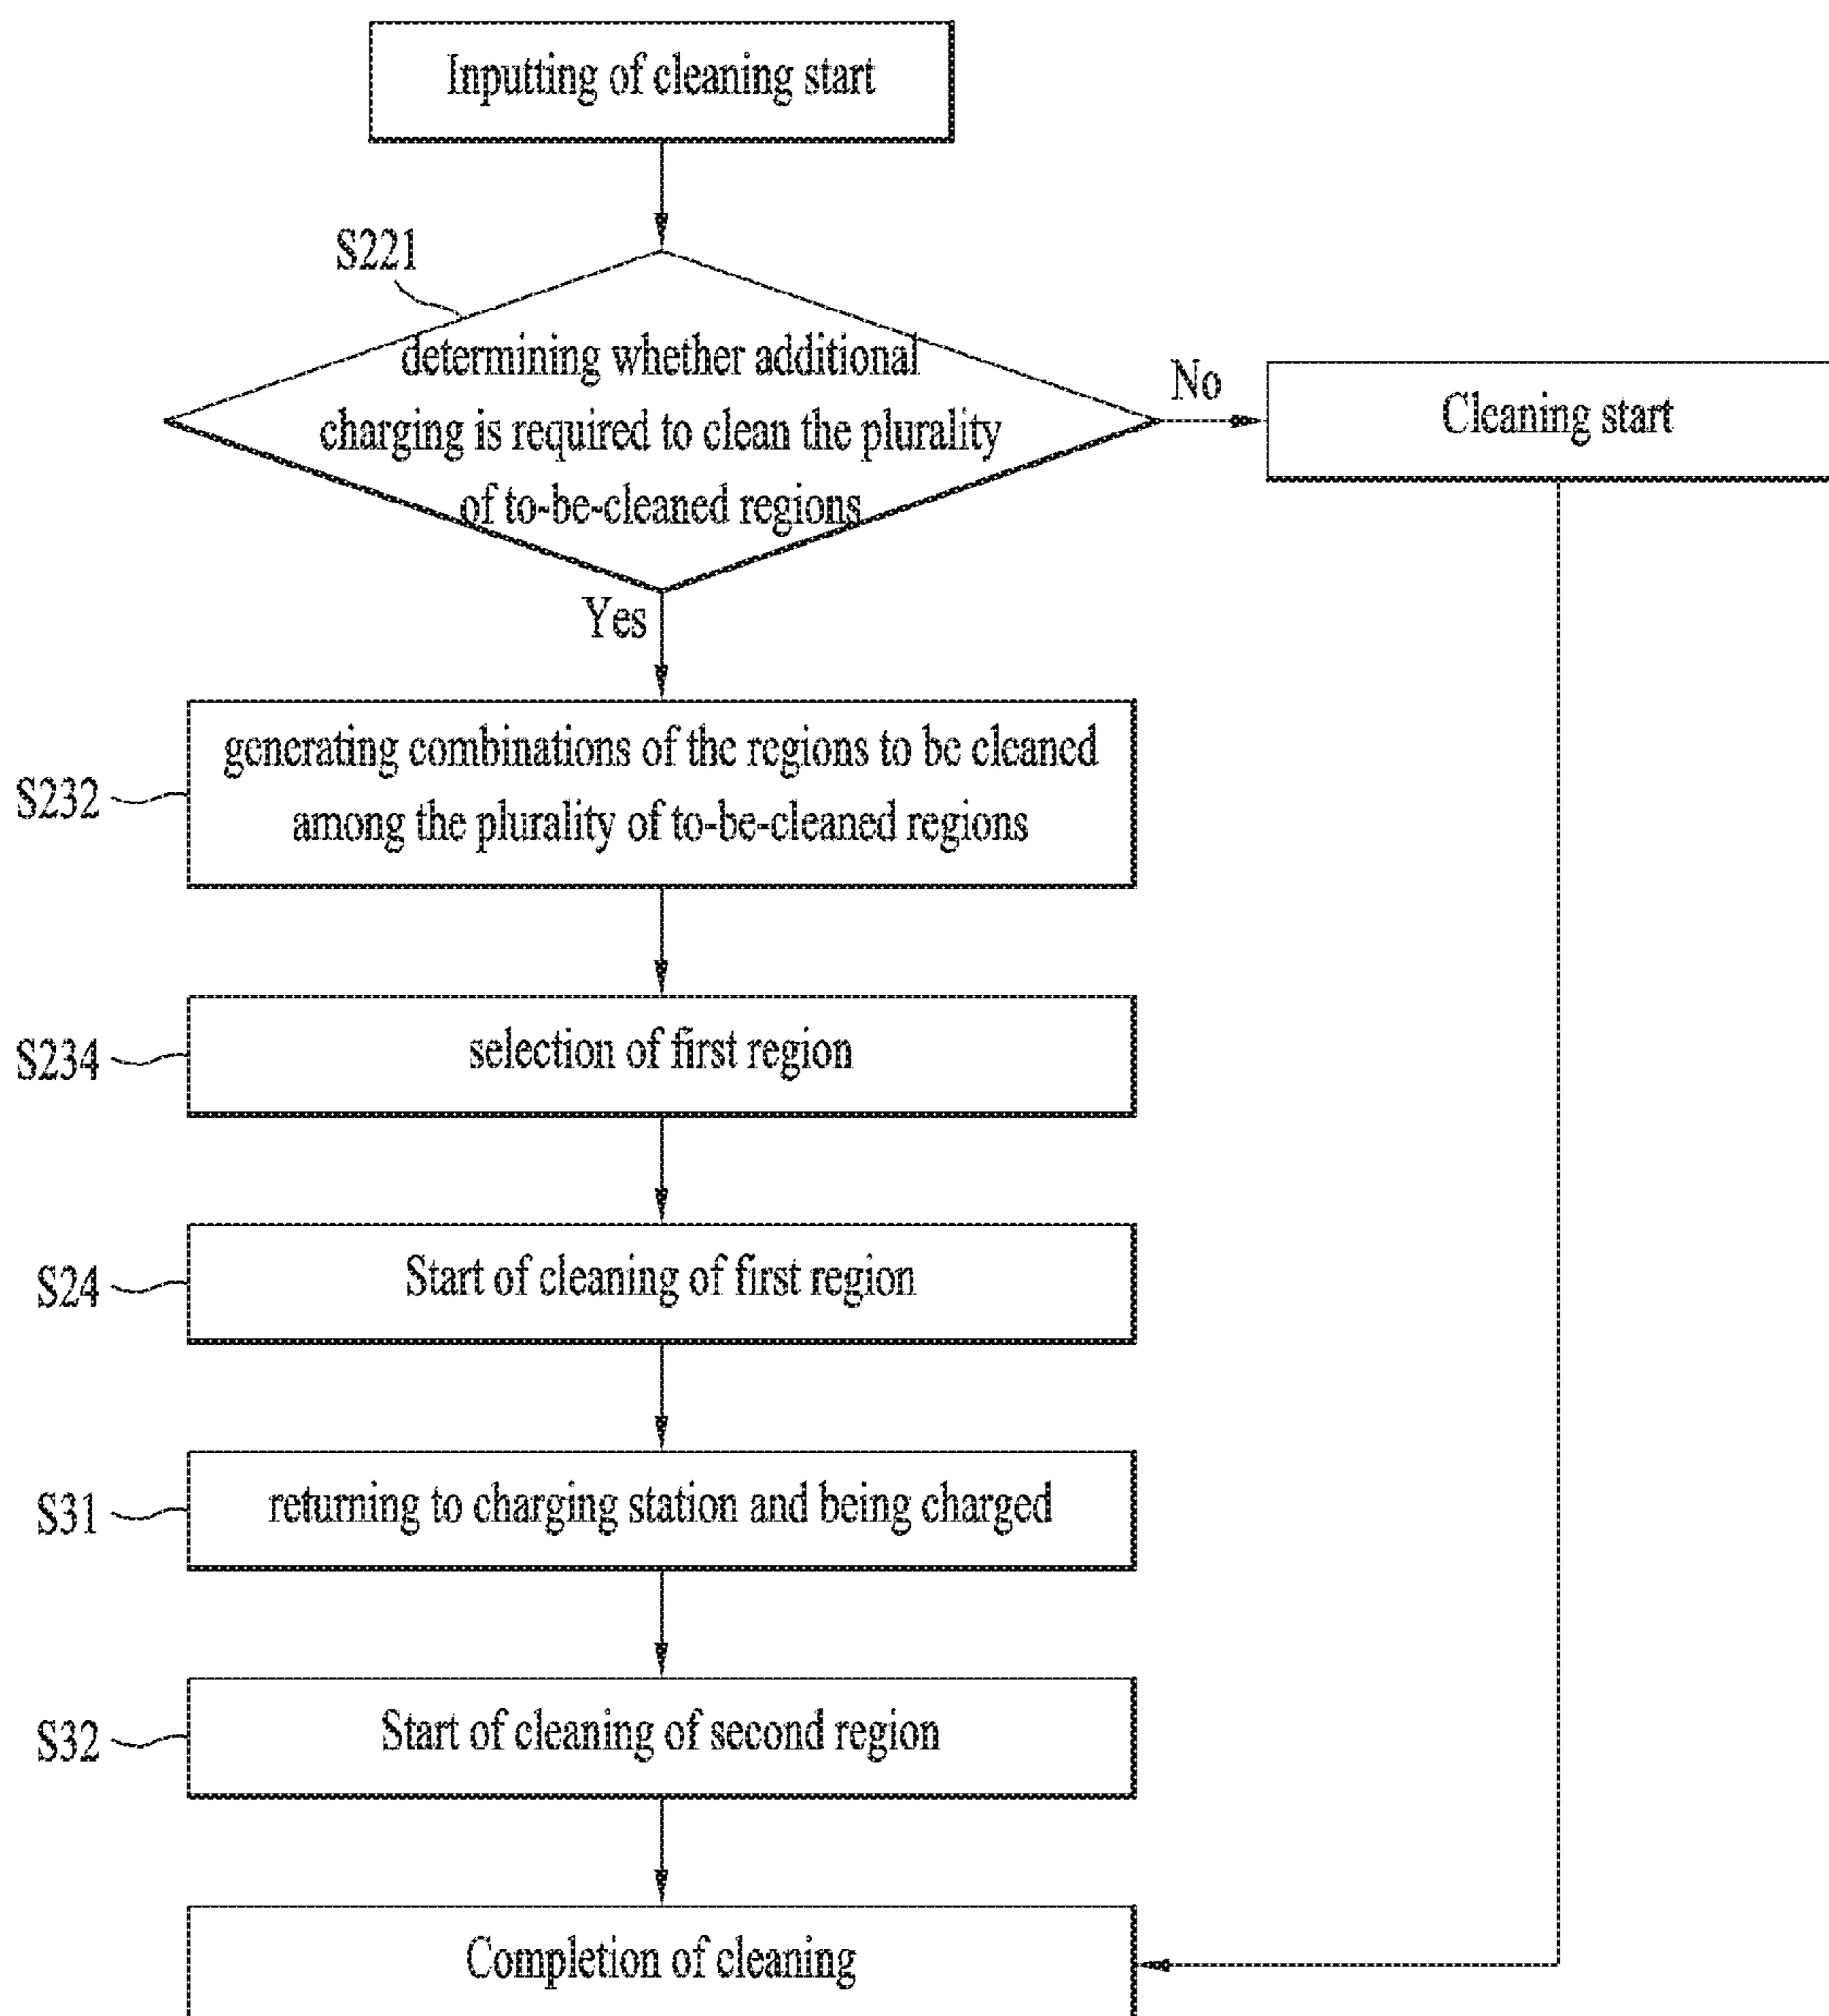 Inputting of cleaning start
S221
determining whether additional
charging is required to clean the plurality
of to-be-cleaned regions
No
Cleaning start
Yes
S232
generating combinations of the regions to be cleaned
among the plurality of to-be-cleaned regions
S234
selection of first region
S24
Start of cleaning of first region
S31
returning to charging station and being charged
S32
Start of cleaning of second region
Completion of cleaning